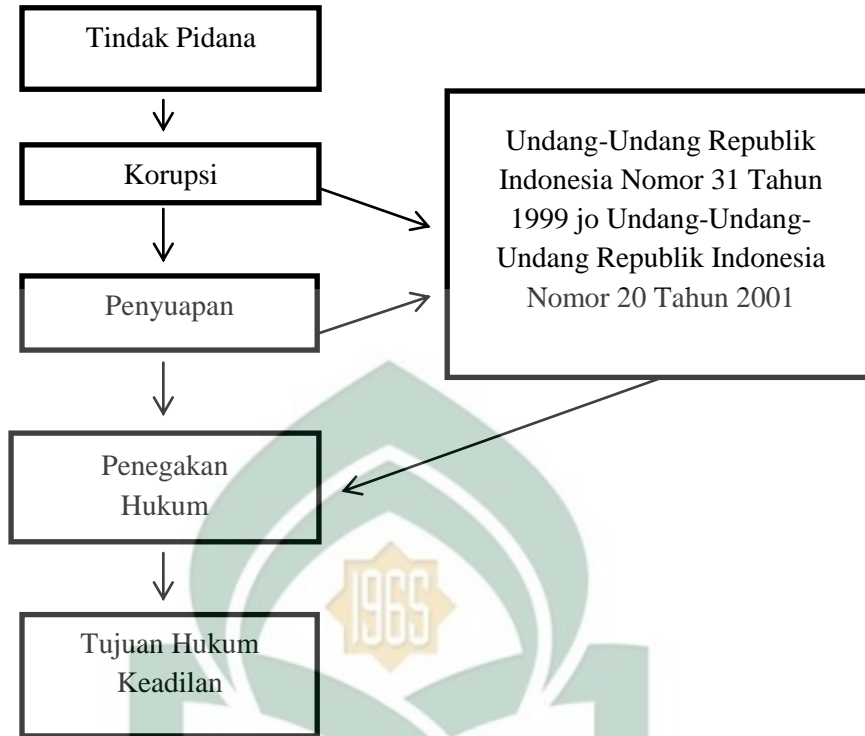 Tindak Pidana
Korupsi
Undang-Undang Republik
Indonesia Nomor 31 Tahun
1999 jo Undang-Undang-
Undang Republik Indonesia
Nomor 20 Tahun 2001
Penyuapan
Penegakan
Hukum
1965
Tujuan Hukum
Keadilan